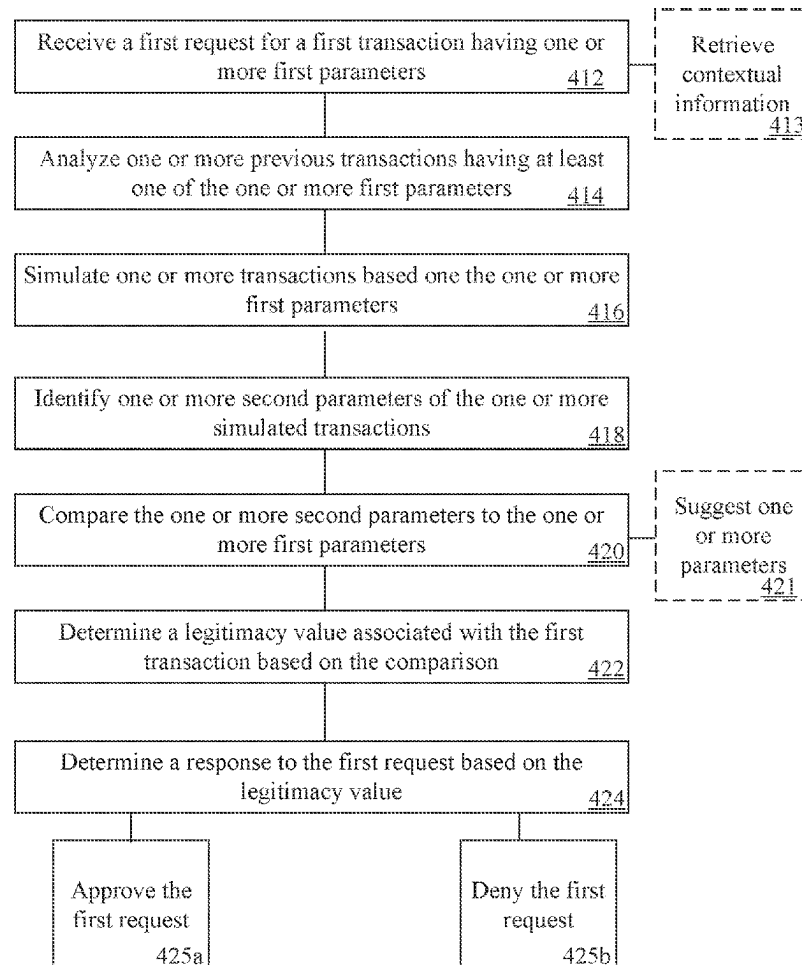 Receive a first request for a first transaction having one or
more first parameters
412
Retrieve
contextual
information
413
Analyze one or more previous transactions having at least
one of the one or more first parameters
414
Simulate one or more transactions based one the one or more
first parameters
416
Identify one or more second parameters of the one or more
simulated transactions
418
Compare the one or more second parameters to the one or
more first parameters
420
Suggest one
or more
parameters
421
Determine a legitimacy value associated with the first
transaction based on the comparison
422
Determine a response to the first request based on the
legitimacy value
424
Approve the
first request
425a
Deny the first
request
425b